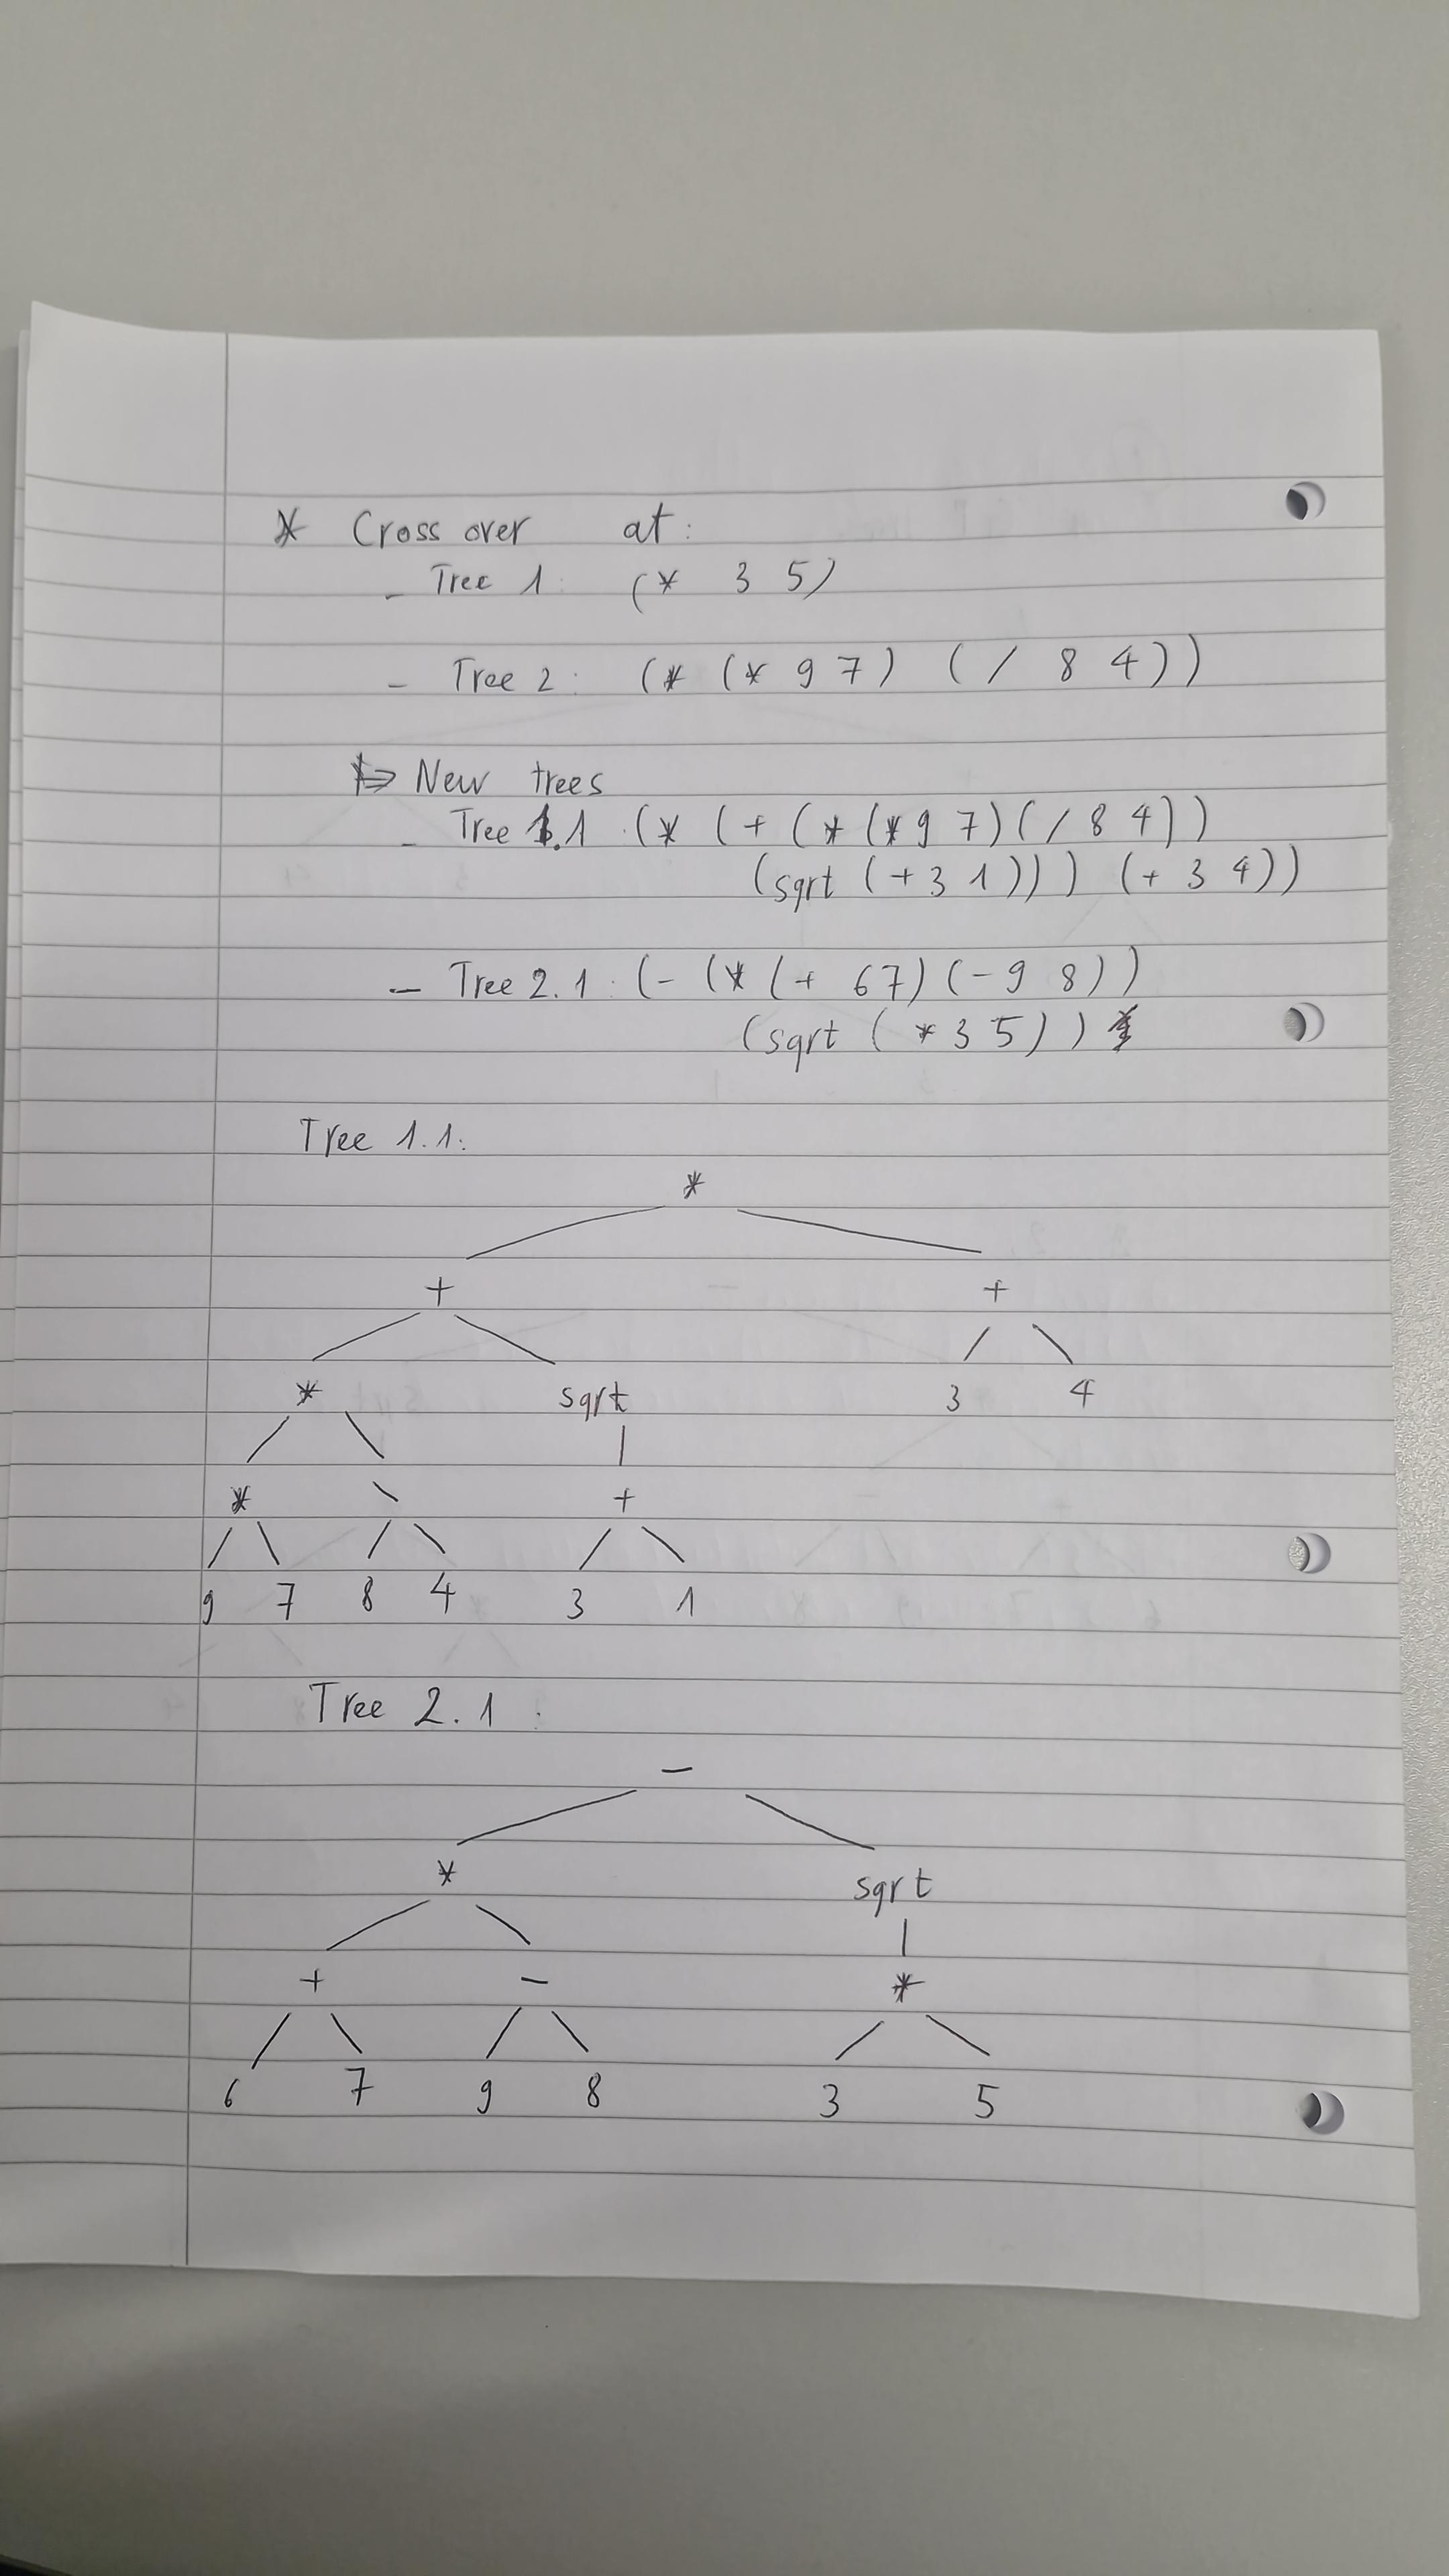 * Cross over at:
- Tree 1: (* 3 5)
- Tree 2: (* (* 9 7) ( / 8 4))
=> New trees
- Tree 1.1 (* (+ (* (* 9 7) ( / 8 4))
(sqrt (+ 3 1))) (+ 3 4))
- Tree 2.1: (- (* (+ 6 7) (- 9 8))
(sqrt ( * 3 5) )
Tree 1.1:
*
+ +
* sqrt 3 4
* \ +
9 7 8 4 3 1
Tree 2.1 :
-
* sqrt
+ - *
6 7 9 8 3 5